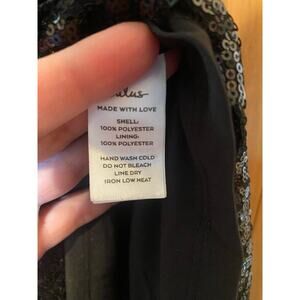 lulus
MADE WITH LOVE
SHELL:
100% POLYESTER
LINING:
100% POLYESTER
HAND WASH COLD
DO NOT BLEACH
LINE DRY
IRON LOW HEAT